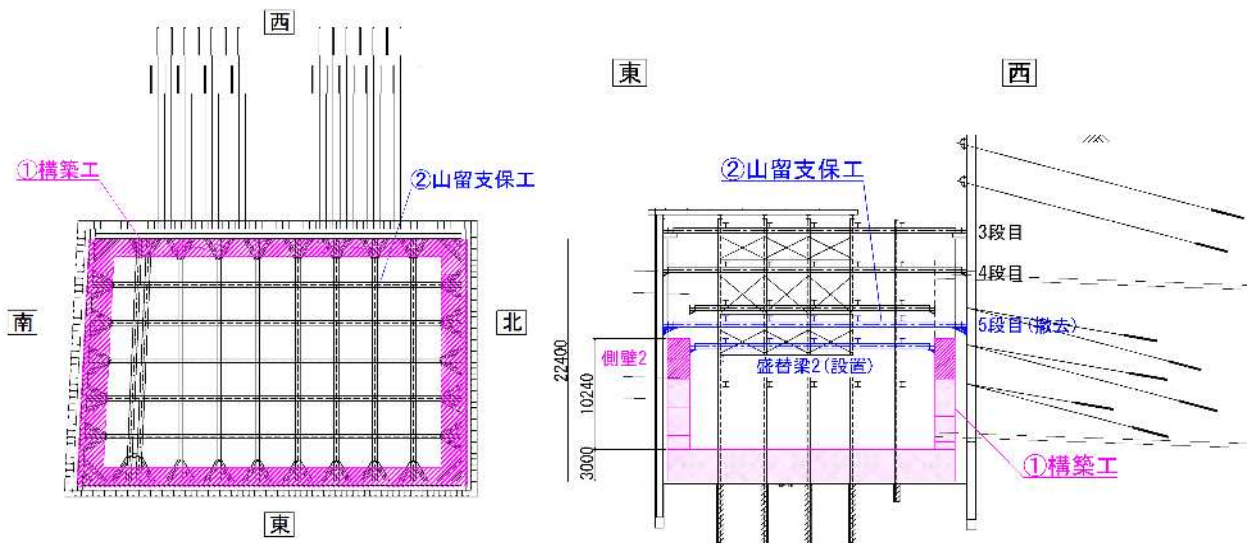 西
①構築工
②山留支保工
南
北
東
東
西
②山留支保工
3段目
4段目
5段目(撤去)
側壁2
盛替梁2(設置)
22400
10240
3000
①構築工